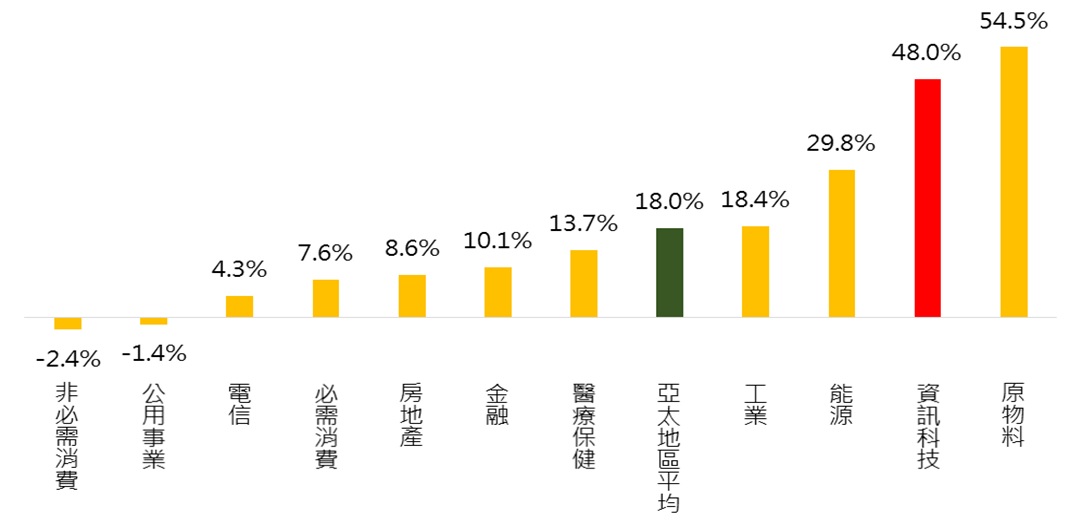 -2.4%
-1.4%
4.3%
7.6%
8.6%
10.1%
13.7%
18.0%
18.4%
29.8%
48.0%
54.5%
非必需消費
公用事業
電信
必需消費
房地產
金融
醫療保健
亞太地區平均
工業
能源
資訊科技
原物料